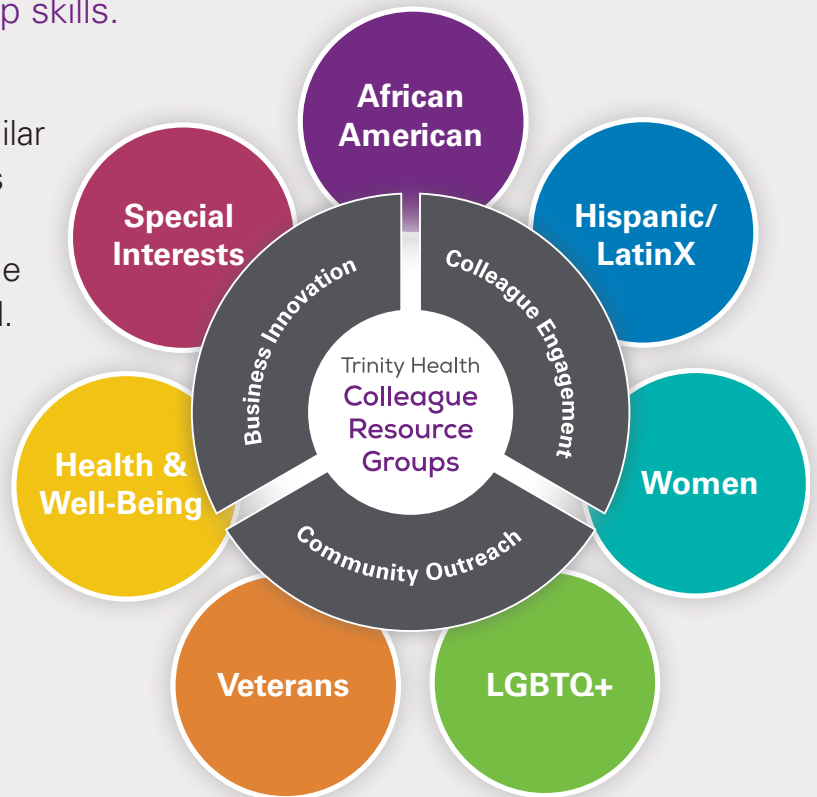 p skills.
ilar
s
e
l.
African
American
Hispanic/
LatinX
Women
LGBTQ+
Veterans
Health &
Well-Being
Special
Interests
Business Innovation
Colleague Engagement
Community Outreach
Trinity Health
Colleague
Resource
Groups